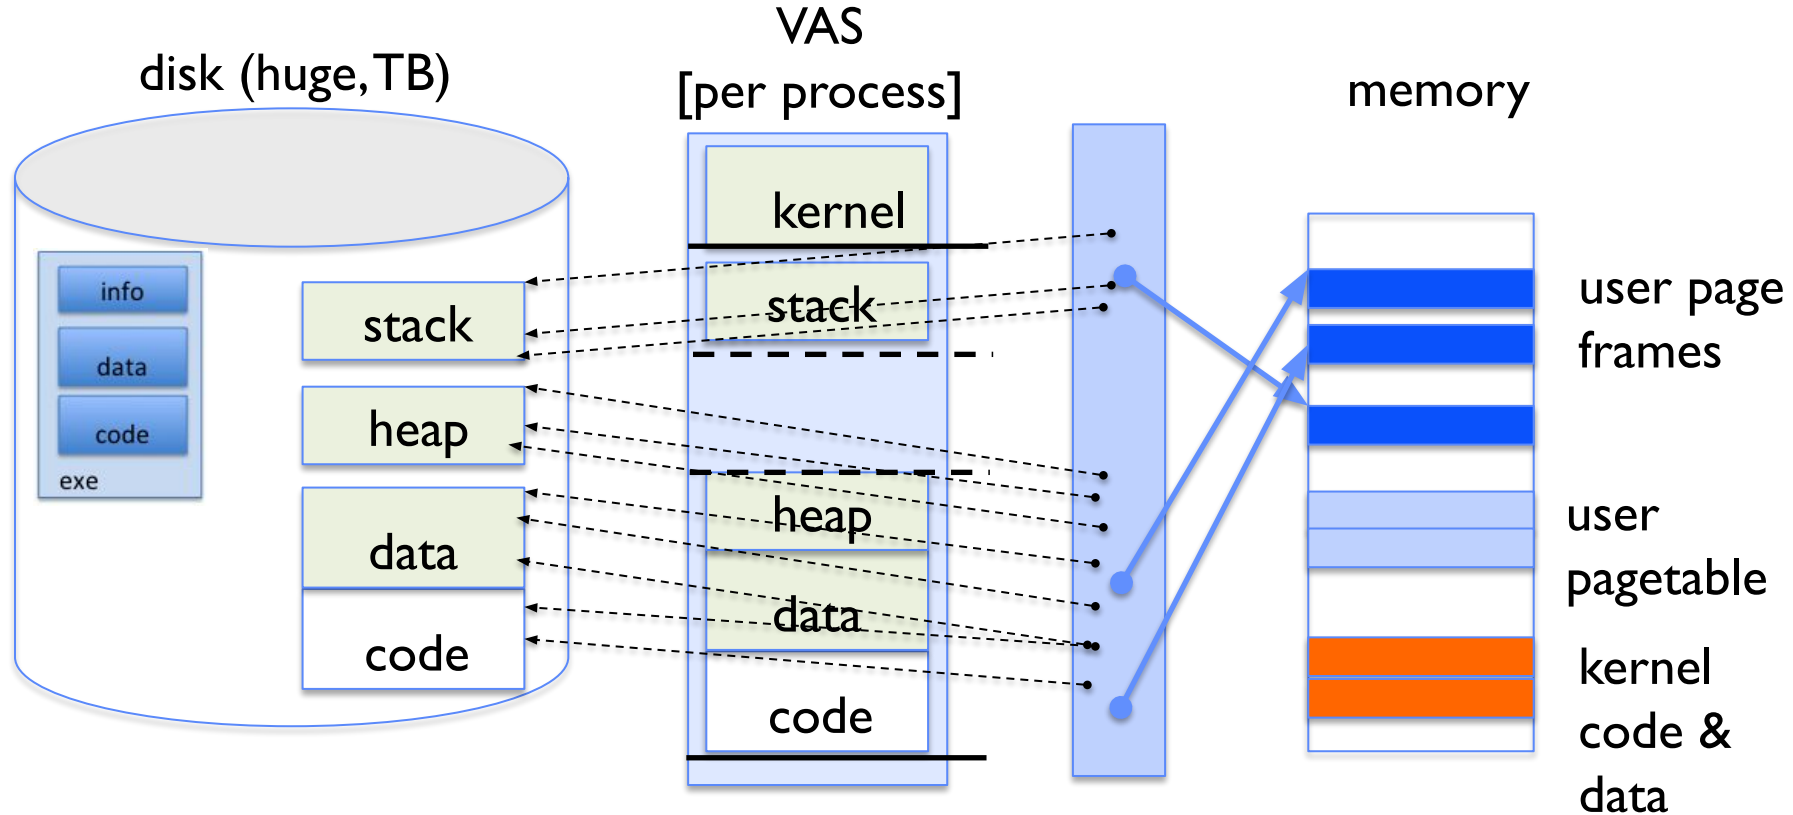 disk (huge, TB)
info
data
code
exe
stack
heap
data
code
VAS
[per process]
kernel
stack
heap
data
code
memory
user page
frames
user
pagetable
kernel
code &
data